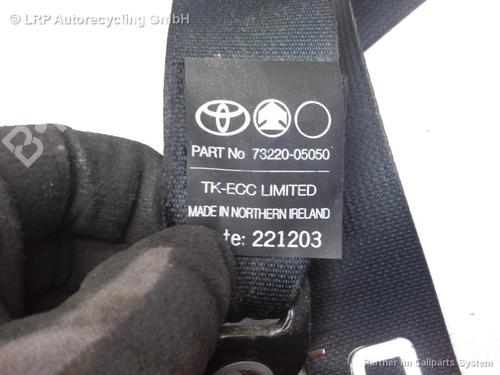 LRP Autorecycling GmbH
PART No 73220-05050
TK-ECC LIMITED
MADE IN NORTHERN IRELAND
te: 221203
Partner im Callparts System